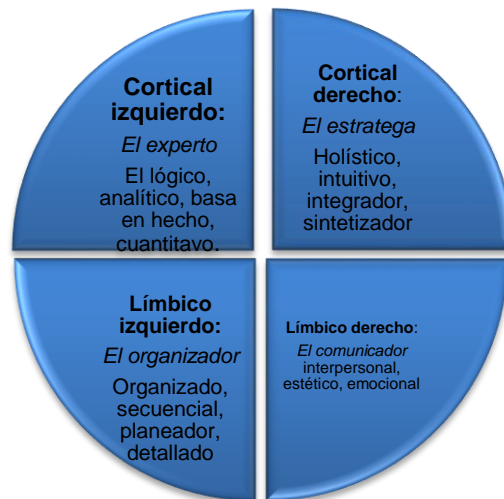 Cortical
izquierdo:
El experto
El lógico,
analítico, basa
en hecho,
cuantitavo.
Cortical
derecho:
El estratega
Holístico,
intuitivo,
integrador,
sintetizador
Límbico
izquierdo:
El organizador
Organizado,
secuencial,
planeador,
detallado
Límbico derecho:
El comunicador
interpersonal,
estético, emocional